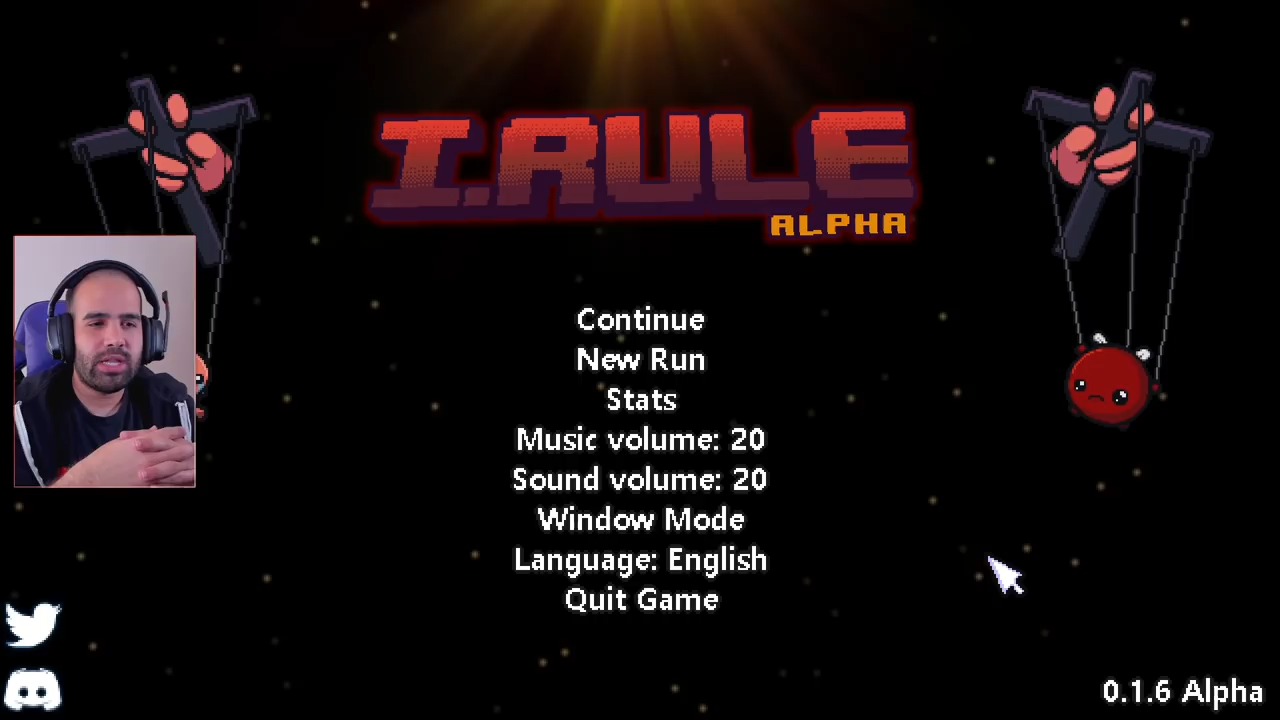 I.RULE
ALPHA
Continue
New Run
Stats
Music volume: 20
Sound volume: 20
Window Mode
Language: English
Quit Game
0.1.6 Alpha